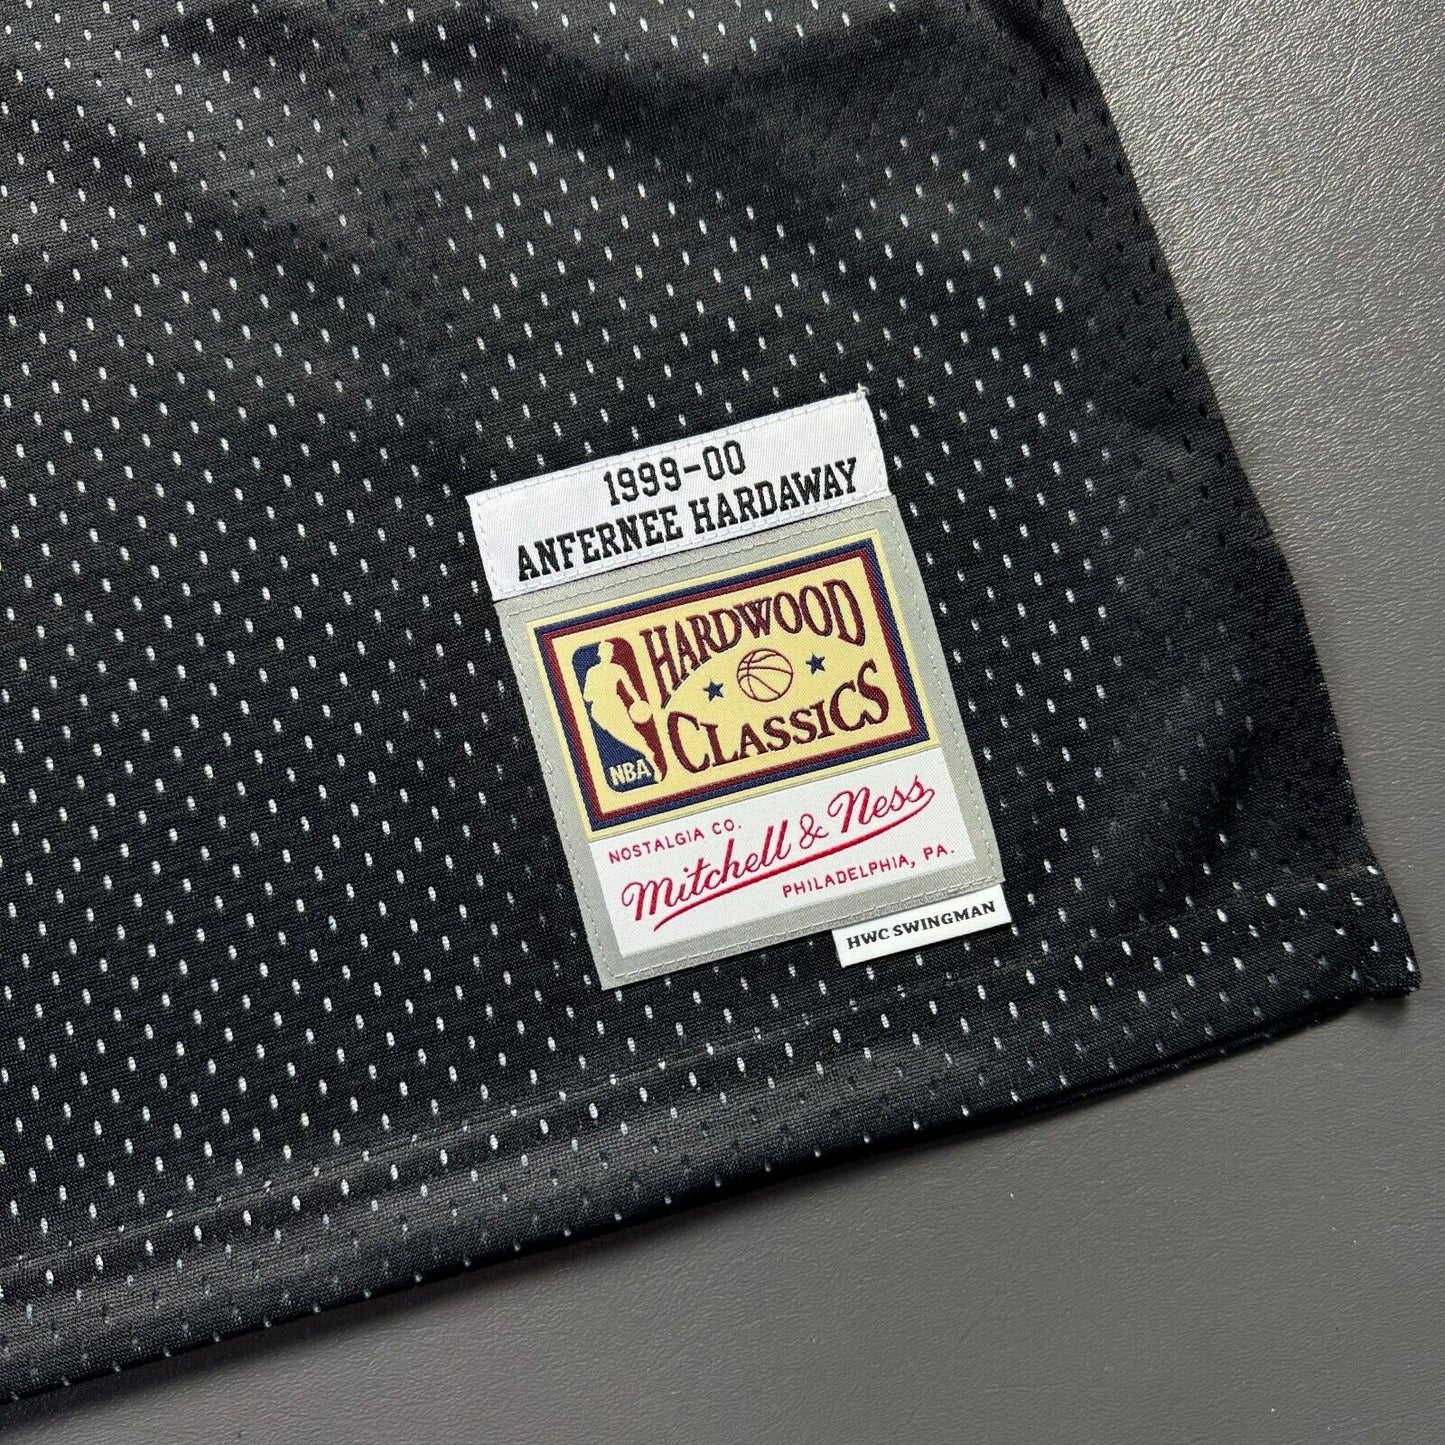 1999-00
ANFERNEE HARDAWAY
HARDWOOD
CLASSICS
NBA
NOSTALGIA CO.
Mitchell & Ness
PHILADELPHIA, PA.
HWC SWINGMAN